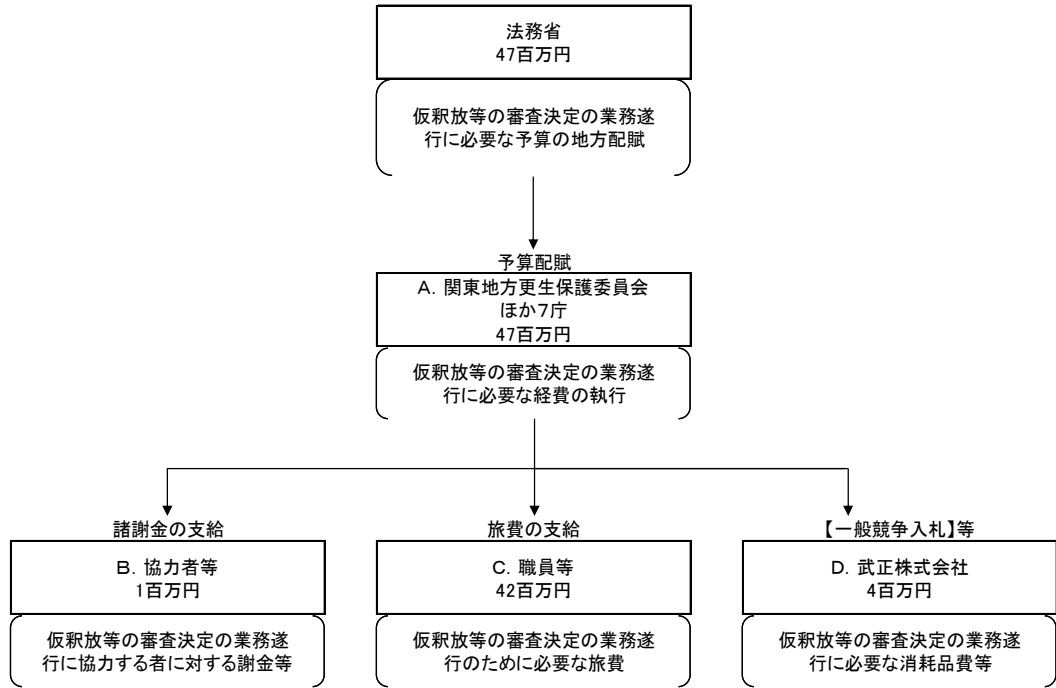 法務省
47百万円
仮釈放等の審査決定の業務遂
行に必要な予算の地方配賦
予算配賦
A．関東地方更生保護委員会
ほか7庁
47百万円
仮釈放等の審査決定の業務遂
行に必要な経費の執行
諸謝金の支給
B．協力者等
1百万円
仮釈放等の審査決定の業務遂
行に協力する者に対する謝金等
旅費の支給
C．職員等
42百万円
仮釈放等の審査決定の業務遂
行のために必要な旅費
【一般競争入札】等
D．武正株式会社
4百万円
仮釈放等の審査決定の業務遂
行に必要な消耗品費等